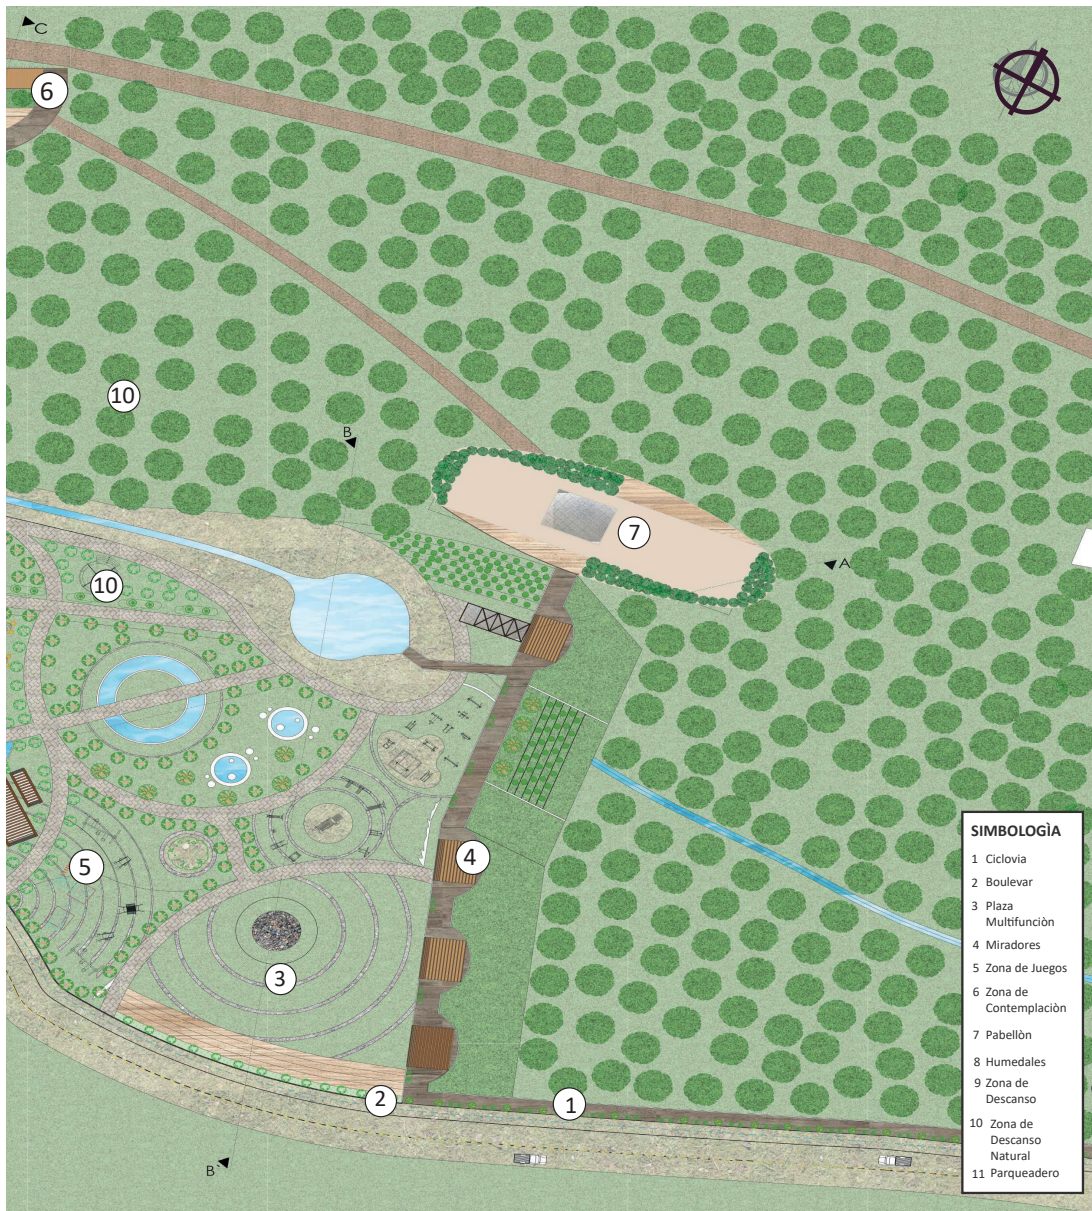 C
6
10
B
7
A
10
5
4
3
2
1
B`
SIMBOLOGÌA
1 Ciclovia
2 Boulevar
3 Plaza
Multifunciòn
4 Miradores
5 Zona de Juegos
6 Zona de
Contemplaciòn
7 Pabellòn
8 Humedales
9 Zona de
Descanso
10 Zona de
Descanso
Natural
11 Parqueadero